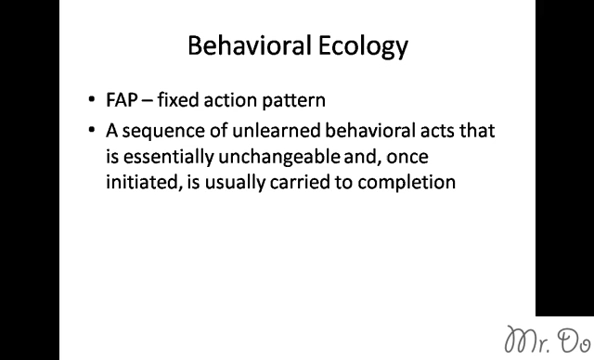 Behavioral Ecology
• FAP – fixed action pattern
• A sequence of unlearned behavioral acts that
is essentially unchangeable and, once
initiated, is usually carried to completion
Mr. Do